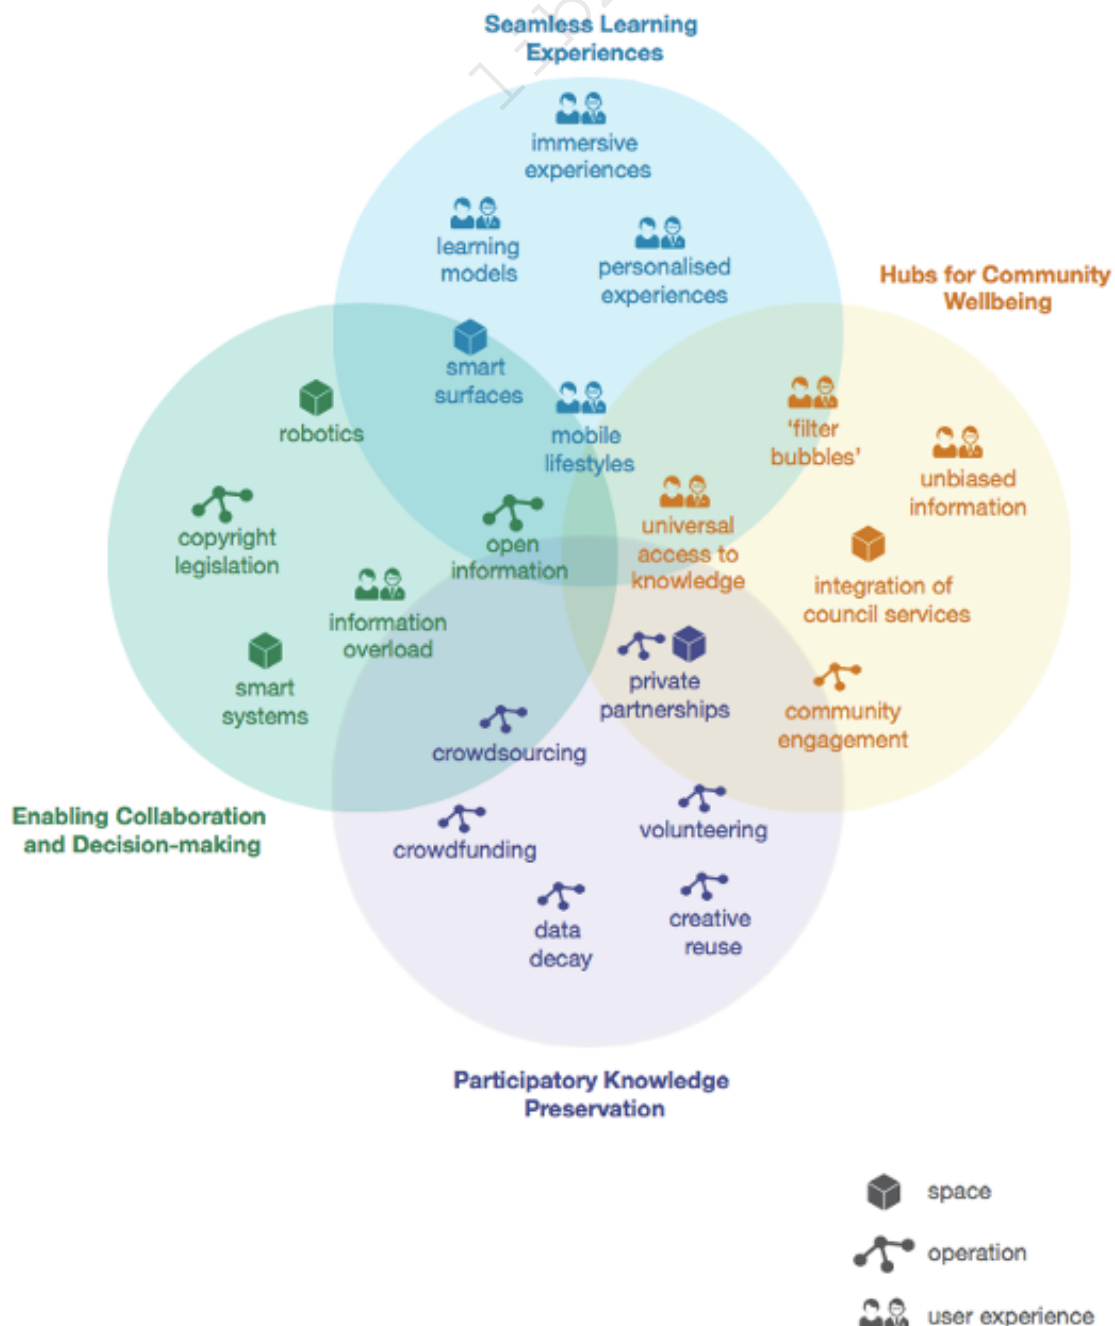 Seamless Learning
Experiences
immersive
experiences
learning
models
personalised
experiences
Hubs for Community
Wellbeing
smart
surfaces
robotics
mobile
lifestyles
'filter
bubbles'
unbiased
information
copyright
legislation
open
information
universal
access to
knowledge
integration of
council services
information
overload
smart
systems
private
partnerships
community
engagement
crowdsourcing
Enabling Collaboration
and Decision-making
crowdfunding
volunteering
data
decay
creative
reuse
Participatory Knowledge
Preservation
space
operation
user experience